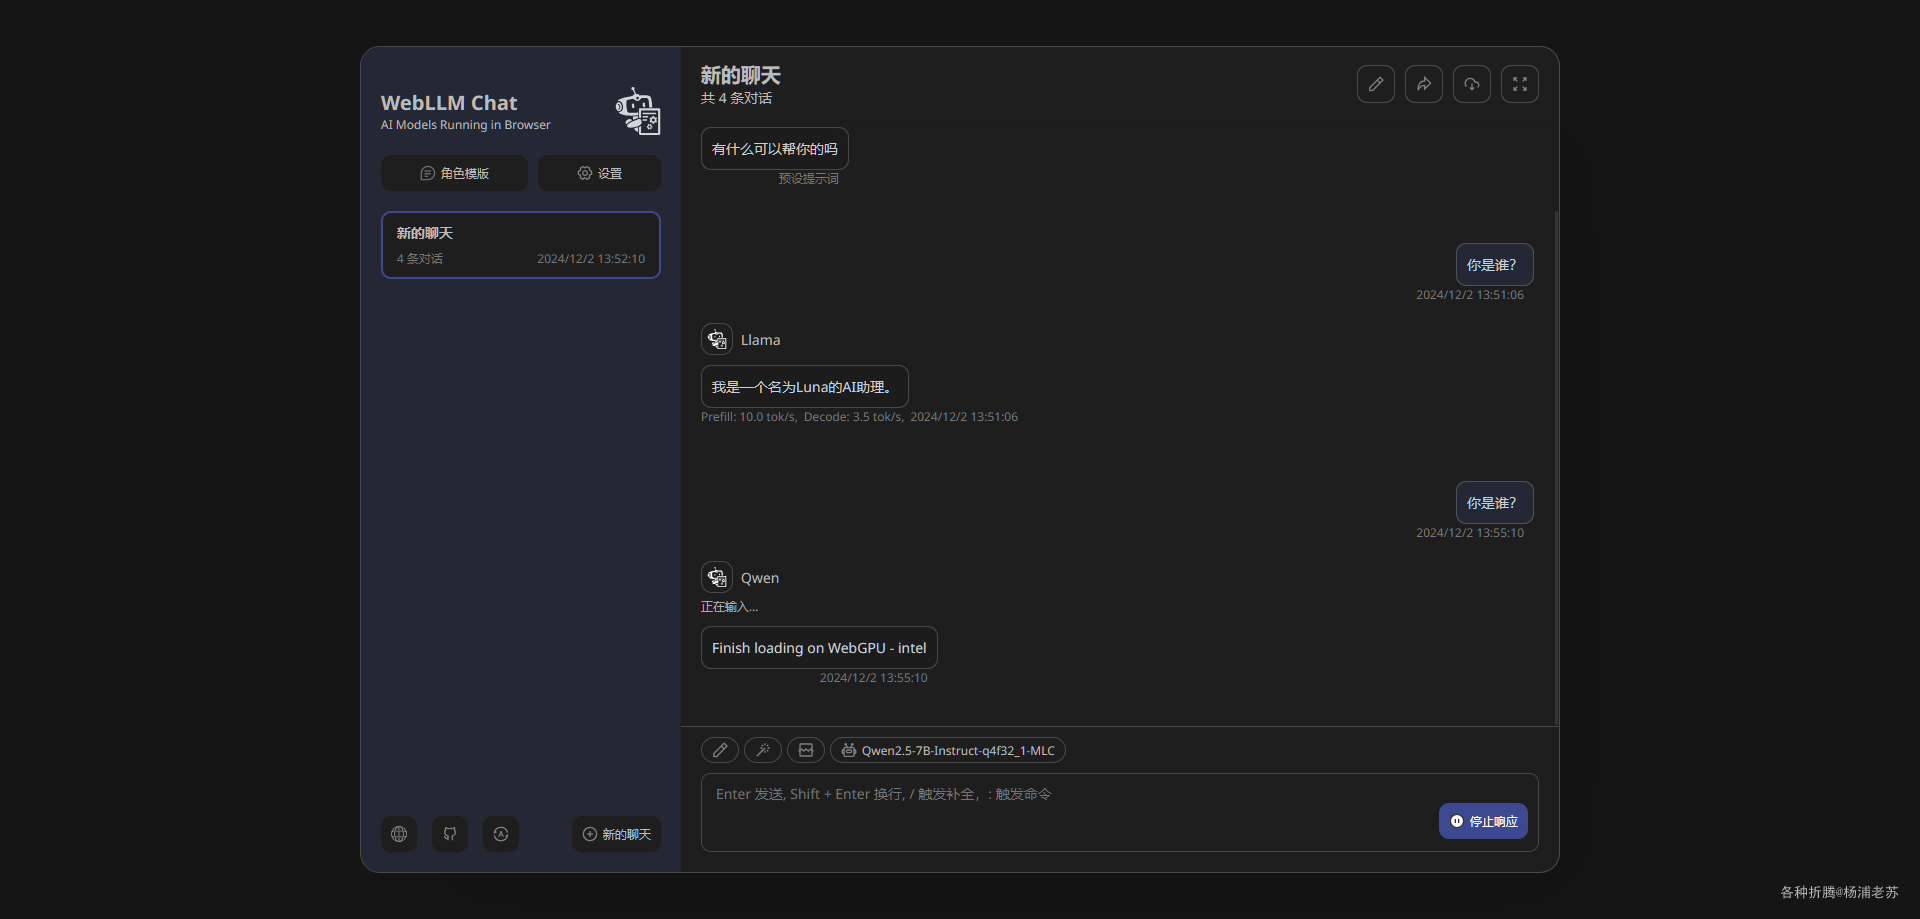 WebLLM Chat
AI Models Running in Browser
角色模版
设置
新的聊天
4 条对话
2024/12/2 13:52:10
新的聊天
新的聊天
共 4 条对话
有什么可以帮你的吗
预设提示词
你是谁?
2024/12/2 13:51:06
Llama
我是一个名为Luna的AI助理。
Prefill: 10.0 tok/s, Decode: 3.5 tok/s, 2024/12/2 13:51:06
你是谁?
2024/12/2 13:55:10
Qwen
正在输入...
Finish loading on WebGPU - intel
2024/12/2 13:55:10
Qwen2.5-7B-Instruct-q4f32_1-MLC
Enter 发送, Shift + Enter 换行, / 触发补全, : 触发命令
停止响应
各种折腾@杨浦老苏